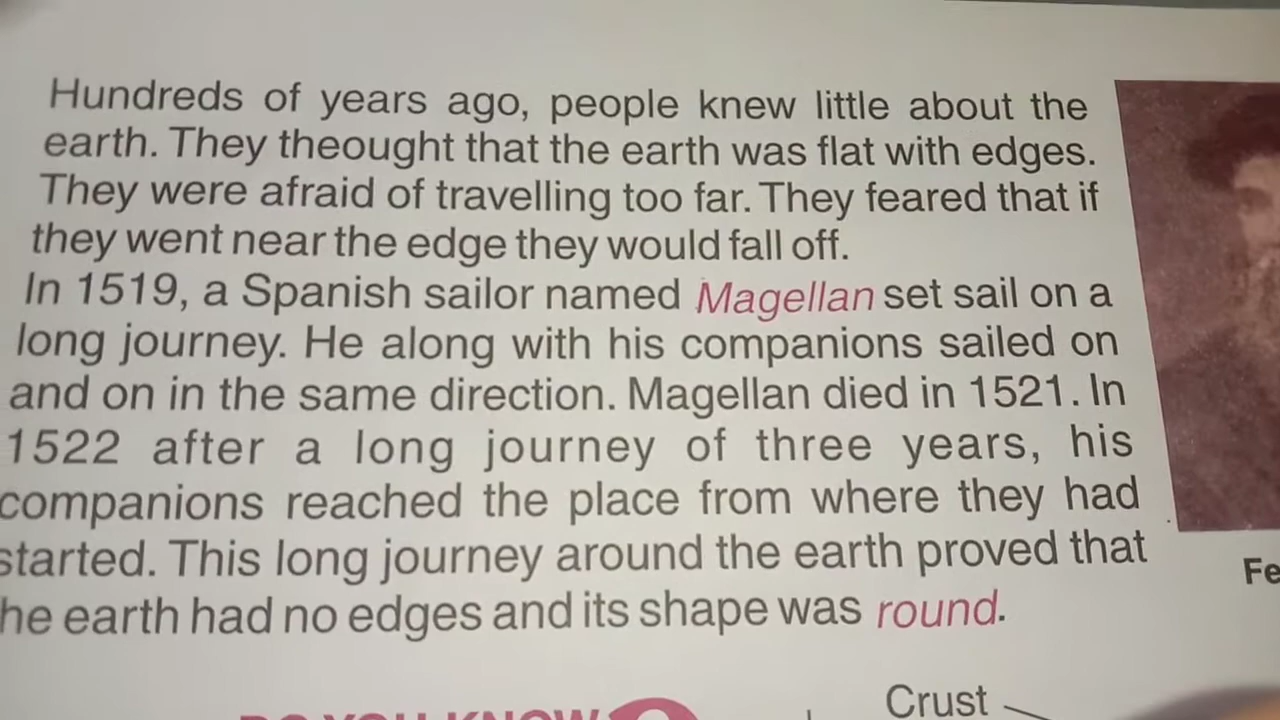 Hundreds of years ago, people knew little about the
earth. They theought that the earth was flat with edges.
They were afraid of travelling too far. They feared that if
they went near the edge they would fall off.
In 1519, a Spanish sailor named Magellan set sail on a
long journey. He along with his companions sailed on
and on in the same direction. Magellan died in 1521. In
1522 after a long journey of three years, his
companions reached the place from where they had
started. This long journey around the earth proved that
he earth had no edges and its shape was round.
Fe
DO YOU KNOW ?
Crust